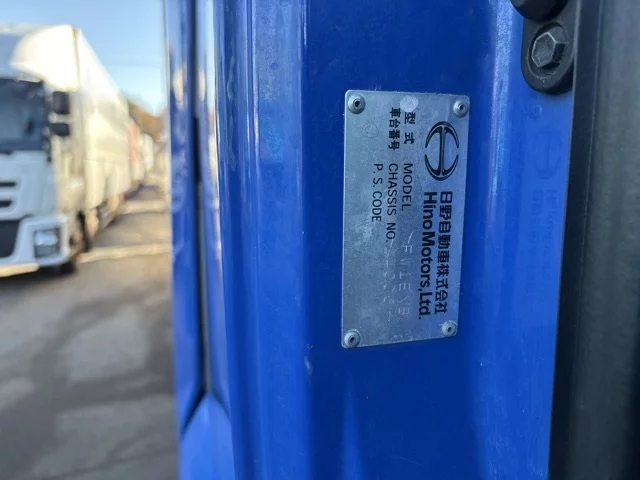 日野自動車株式会社
Hino Motors, Ltd.
型式 MODEL FW1EXB
車台番号 CHASSIS NO.
P. S. CODE